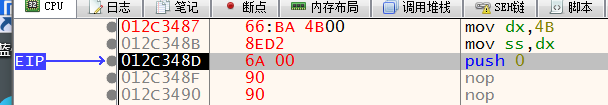 CPU 日志 笔记 断点 内存布局 调用堆栈 SEH链 脚本
012C3487 66:BA 4B00 mov dx,4B
012C348B 8ED2 mov ss,dx
EIP 012C348D 6A 00 push 0
012C348F 90 nop
012C3490 90 nop